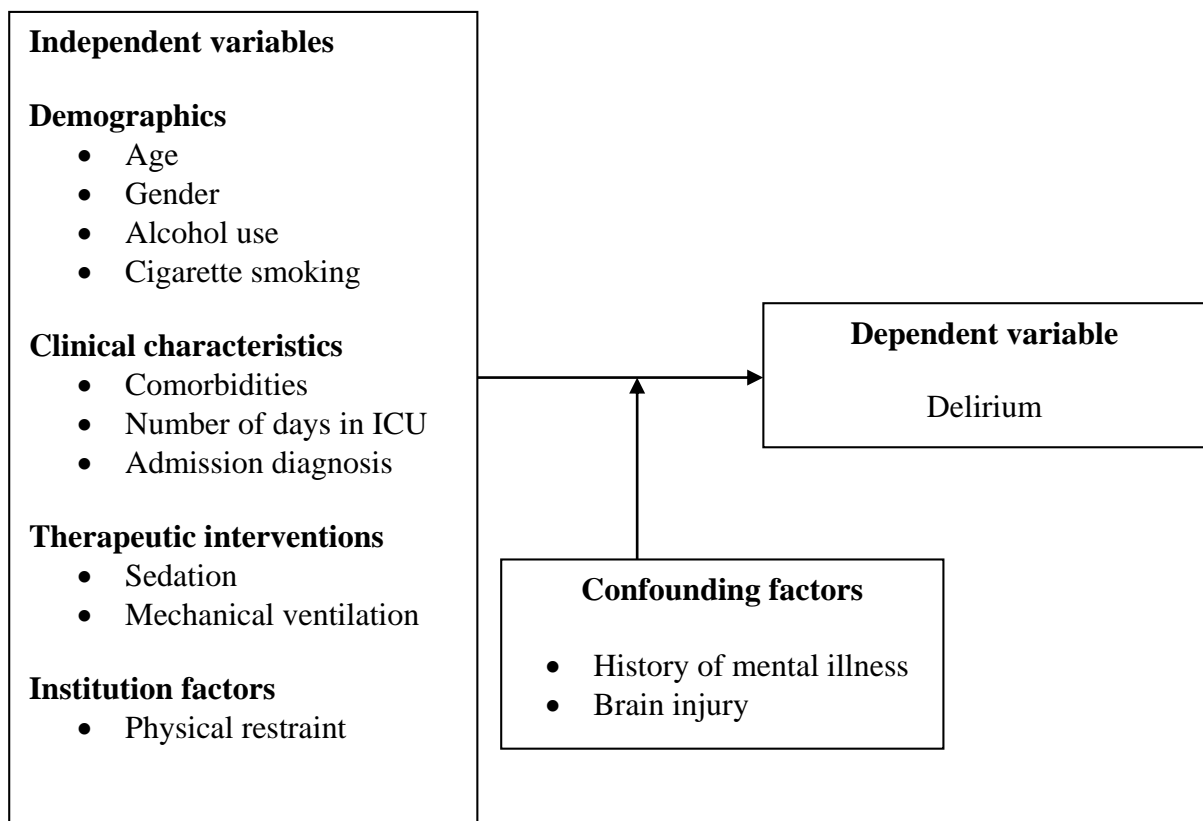 Independent variables
Demographics
• Age
• Gender
• Alcohol use
• Cigarette smoking
Clinical characteristics
• Comorbidities
• Number of days in ICU
• Admission diagnosis
Therapeutic interventions
• Sedation
• Mechanical ventilation
Institution factors
• Physical restraint
Dependent variable
Delirium
Confounding factors
• History of mental illness
• Brain injury